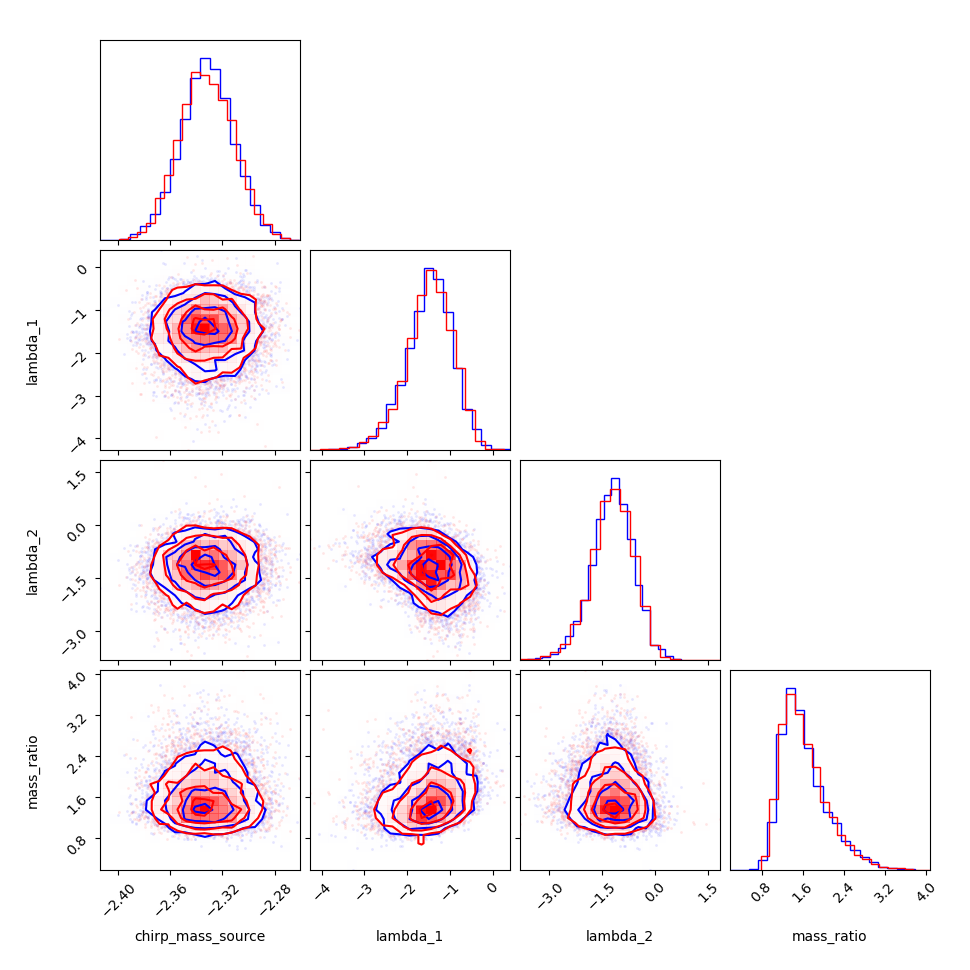 0
−1
−2
−3
−4
lambda_1
1.5
0.0
−1.5
−3.0
lambda_2
4.0
3.2
2.4
1.6
0.8
mass_ratio
−2.40 −2.36 −2.32 −2.28 −4 −3 −2 −1 0 −3.0 −1.5 0.0 1.5 0.8 1.6 2.4 3.2 4.0
chirp_mass_source lambda_1 lambda_2 mass_ratio